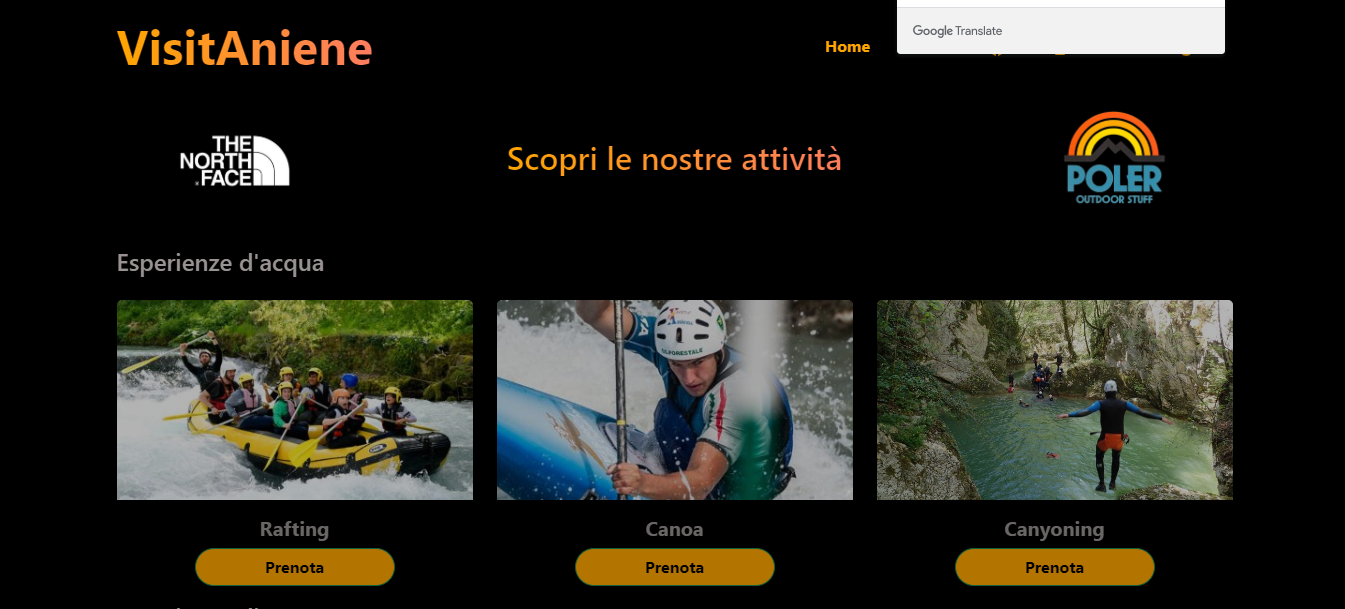 VisitAniene
Home
Google Translate
THE
NORTH
FACE
Scopri le nostre attività
POLER
OUTDOOR STUFF
Esperienze d'acqua
Rafting
Canoa
Canyoning
Prenota
Prenota
Prenota